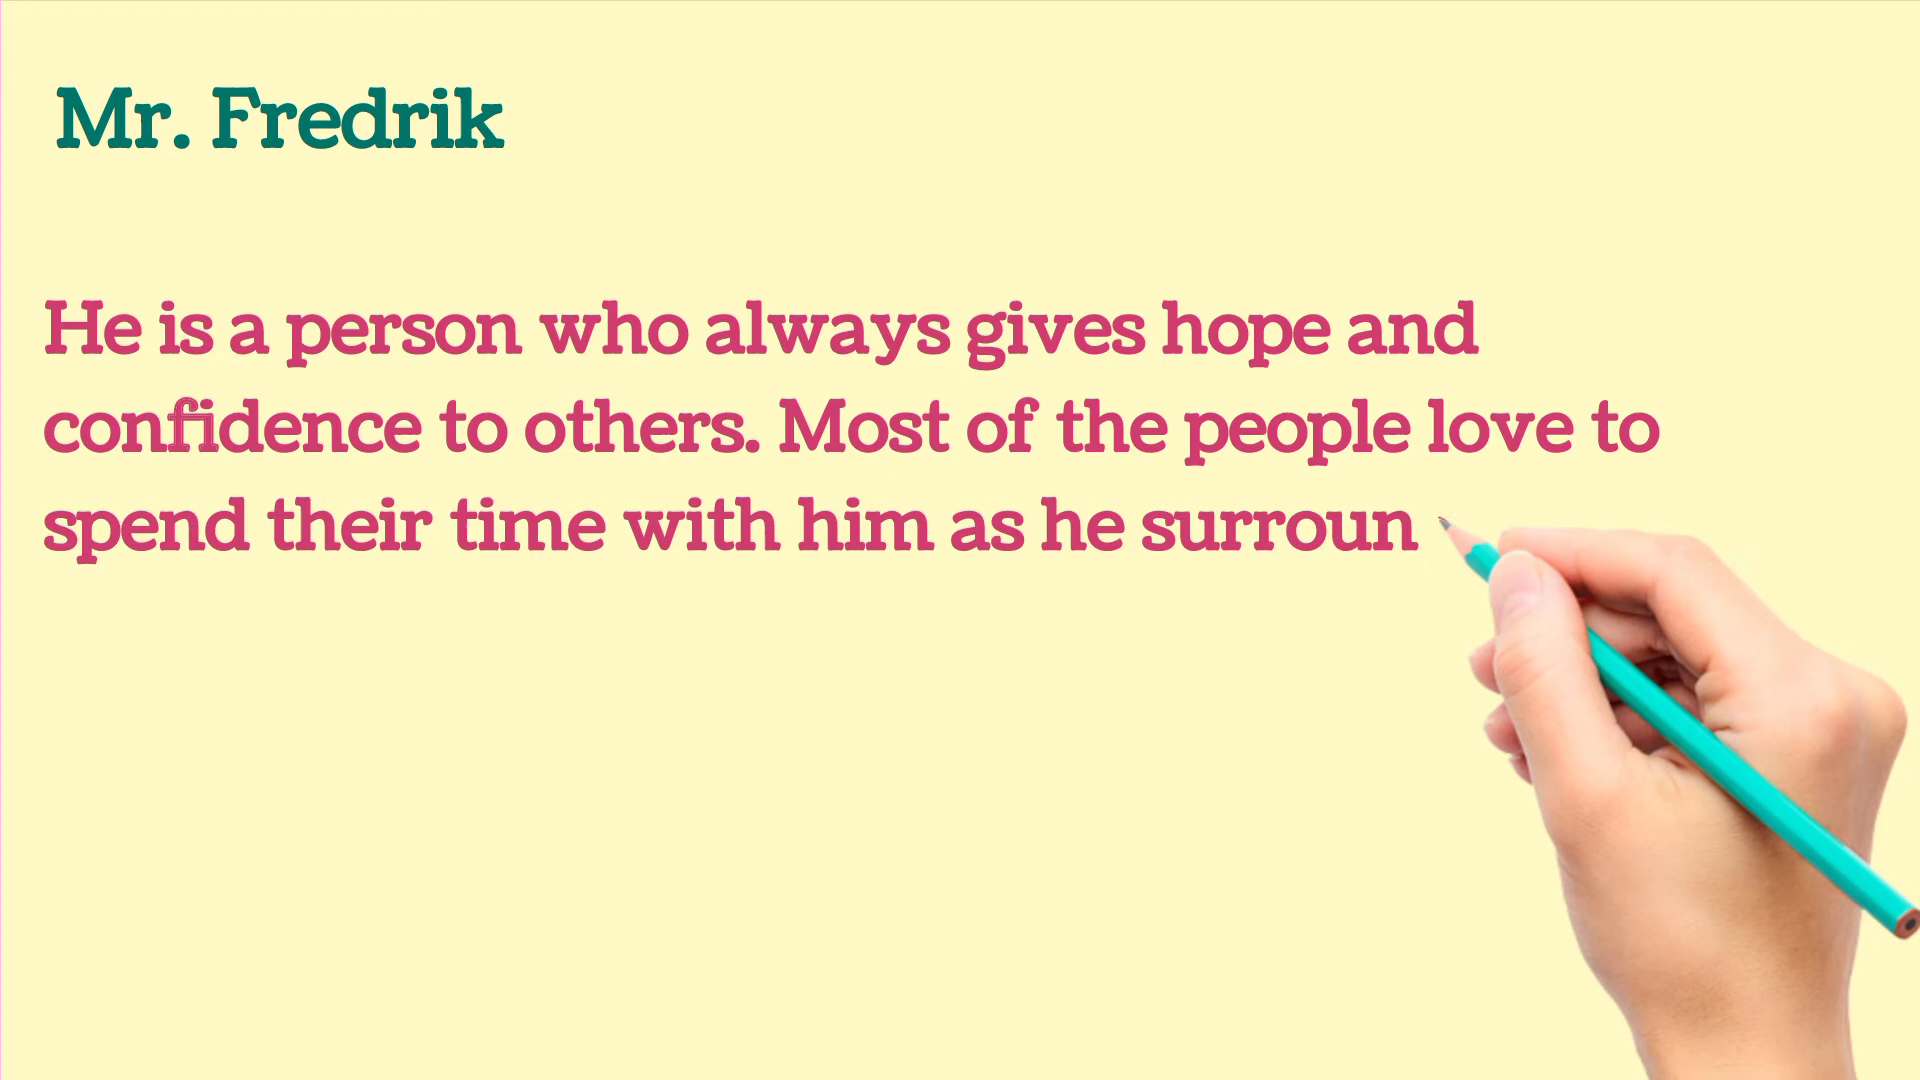 Mr. Fredrik
He is a person who always gives hope and
confidence to others. Most of the people love to
spend their time with him as he surroun